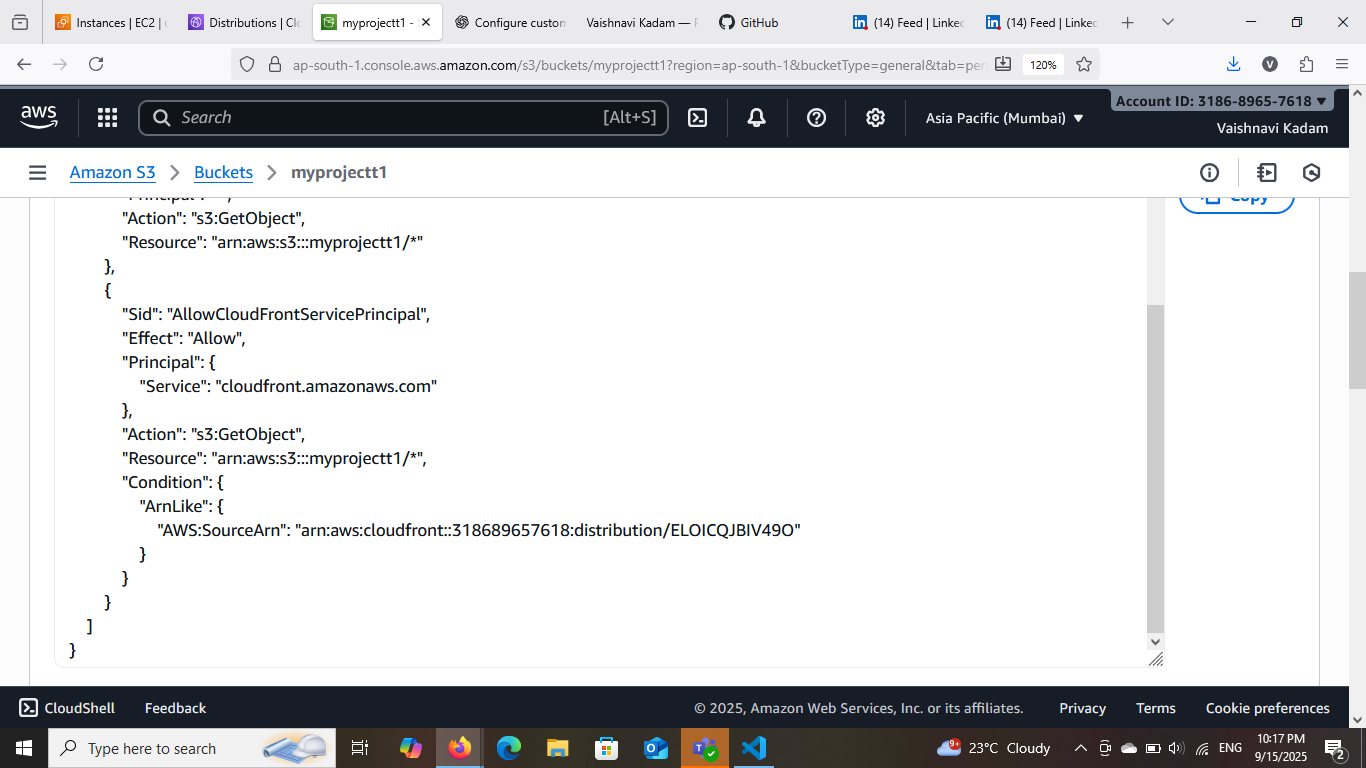 Instances | EC2 |
Distributions | Clo
myprojectt1 -
Configure custom
Vaishnavi Kadam —
GitHub
(14) Feed | Linke
(14) Feed | Linke
ap-south-1.console.aws.amazon.com/s3/buckets/myprojectt1?region=ap-south-1&bucketType=general&tab=per
120%
V
aws
Search
[Alt+S]
Asia Pacific (Mumbai)
Account ID: 3186-8965-7618
Vaishnavi Kadam
Amazon S3
Buckets
myprojectt1
Copy
"Principal": "*",
"Action": "s3:GetObject",
"Resource": "arn:aws:s3:::myprojectt1/*"
},
{
"Sid": "AllowCloudFrontServicePrincipal",
"Effect": "Allow",
"Principal": {
"Service": "cloudfront.amazonaws.com"
},
"Action": "s3:GetObject",
"Resource": "arn:aws:s3:::myprojectt1/*",
"Condition": {
"ArnLike": {
"AWS:SourceArn": "arn:aws:cloudfront::318689657618:distribution/ELOICQJBIV49O"
}
}
}
]
}
CloudShell
Feedback
© 2025, Amazon Web Services, Inc. or its affiliates.
Privacy
Terms
Cookie preferences
Type here to search
9+
23°C Cloudy
ENG
10:17 PM
9/15/2025
2